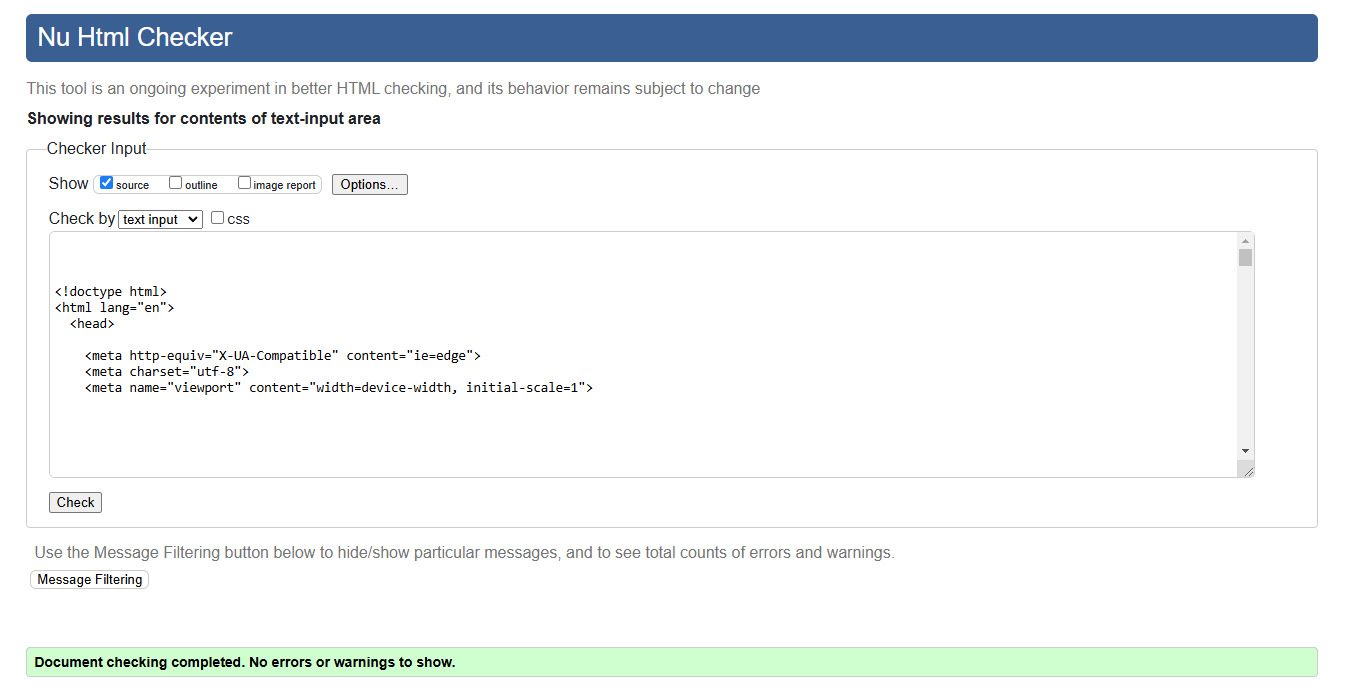 Nu Html Checker
This tool is an ongoing experiment in better HTML checking, and its behavior remains subject to change
Showing results for contents of text-input area
Checker Input
Show source outline image report Options...
Check by text input css
<!doctype html>
<html lang="en">
<head>
<meta http-equiv="X-UA-Compatible" content="ie=edge">
<meta charset="utf-8">
<meta name="viewport" content="width=device-width, initial-scale=1">
Check
Use the Message Filtering button below to hide/show particular messages, and to see total counts of errors and warnings.
Message Filtering
Document checking completed. No errors or warnings to show.